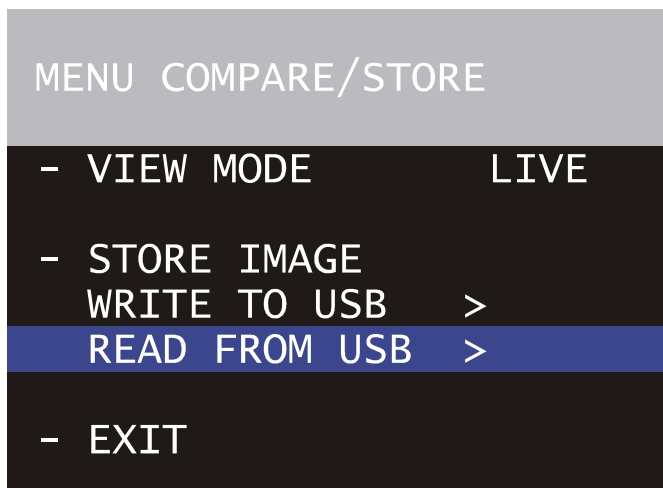 MENU COMPARE/STORE
- VIEW MODE LIVE
- STORE IMAGE
WRITE TO USB >
READ FROM USB >
- EXIT